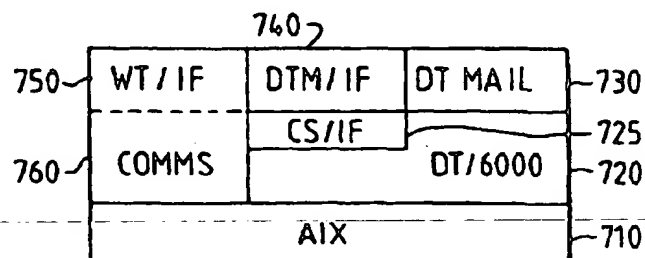 740
750 WT/IF DTM/IF DT MAIL 730
CS/IF 725
760 COMMS DT/6000 720
AIX 710